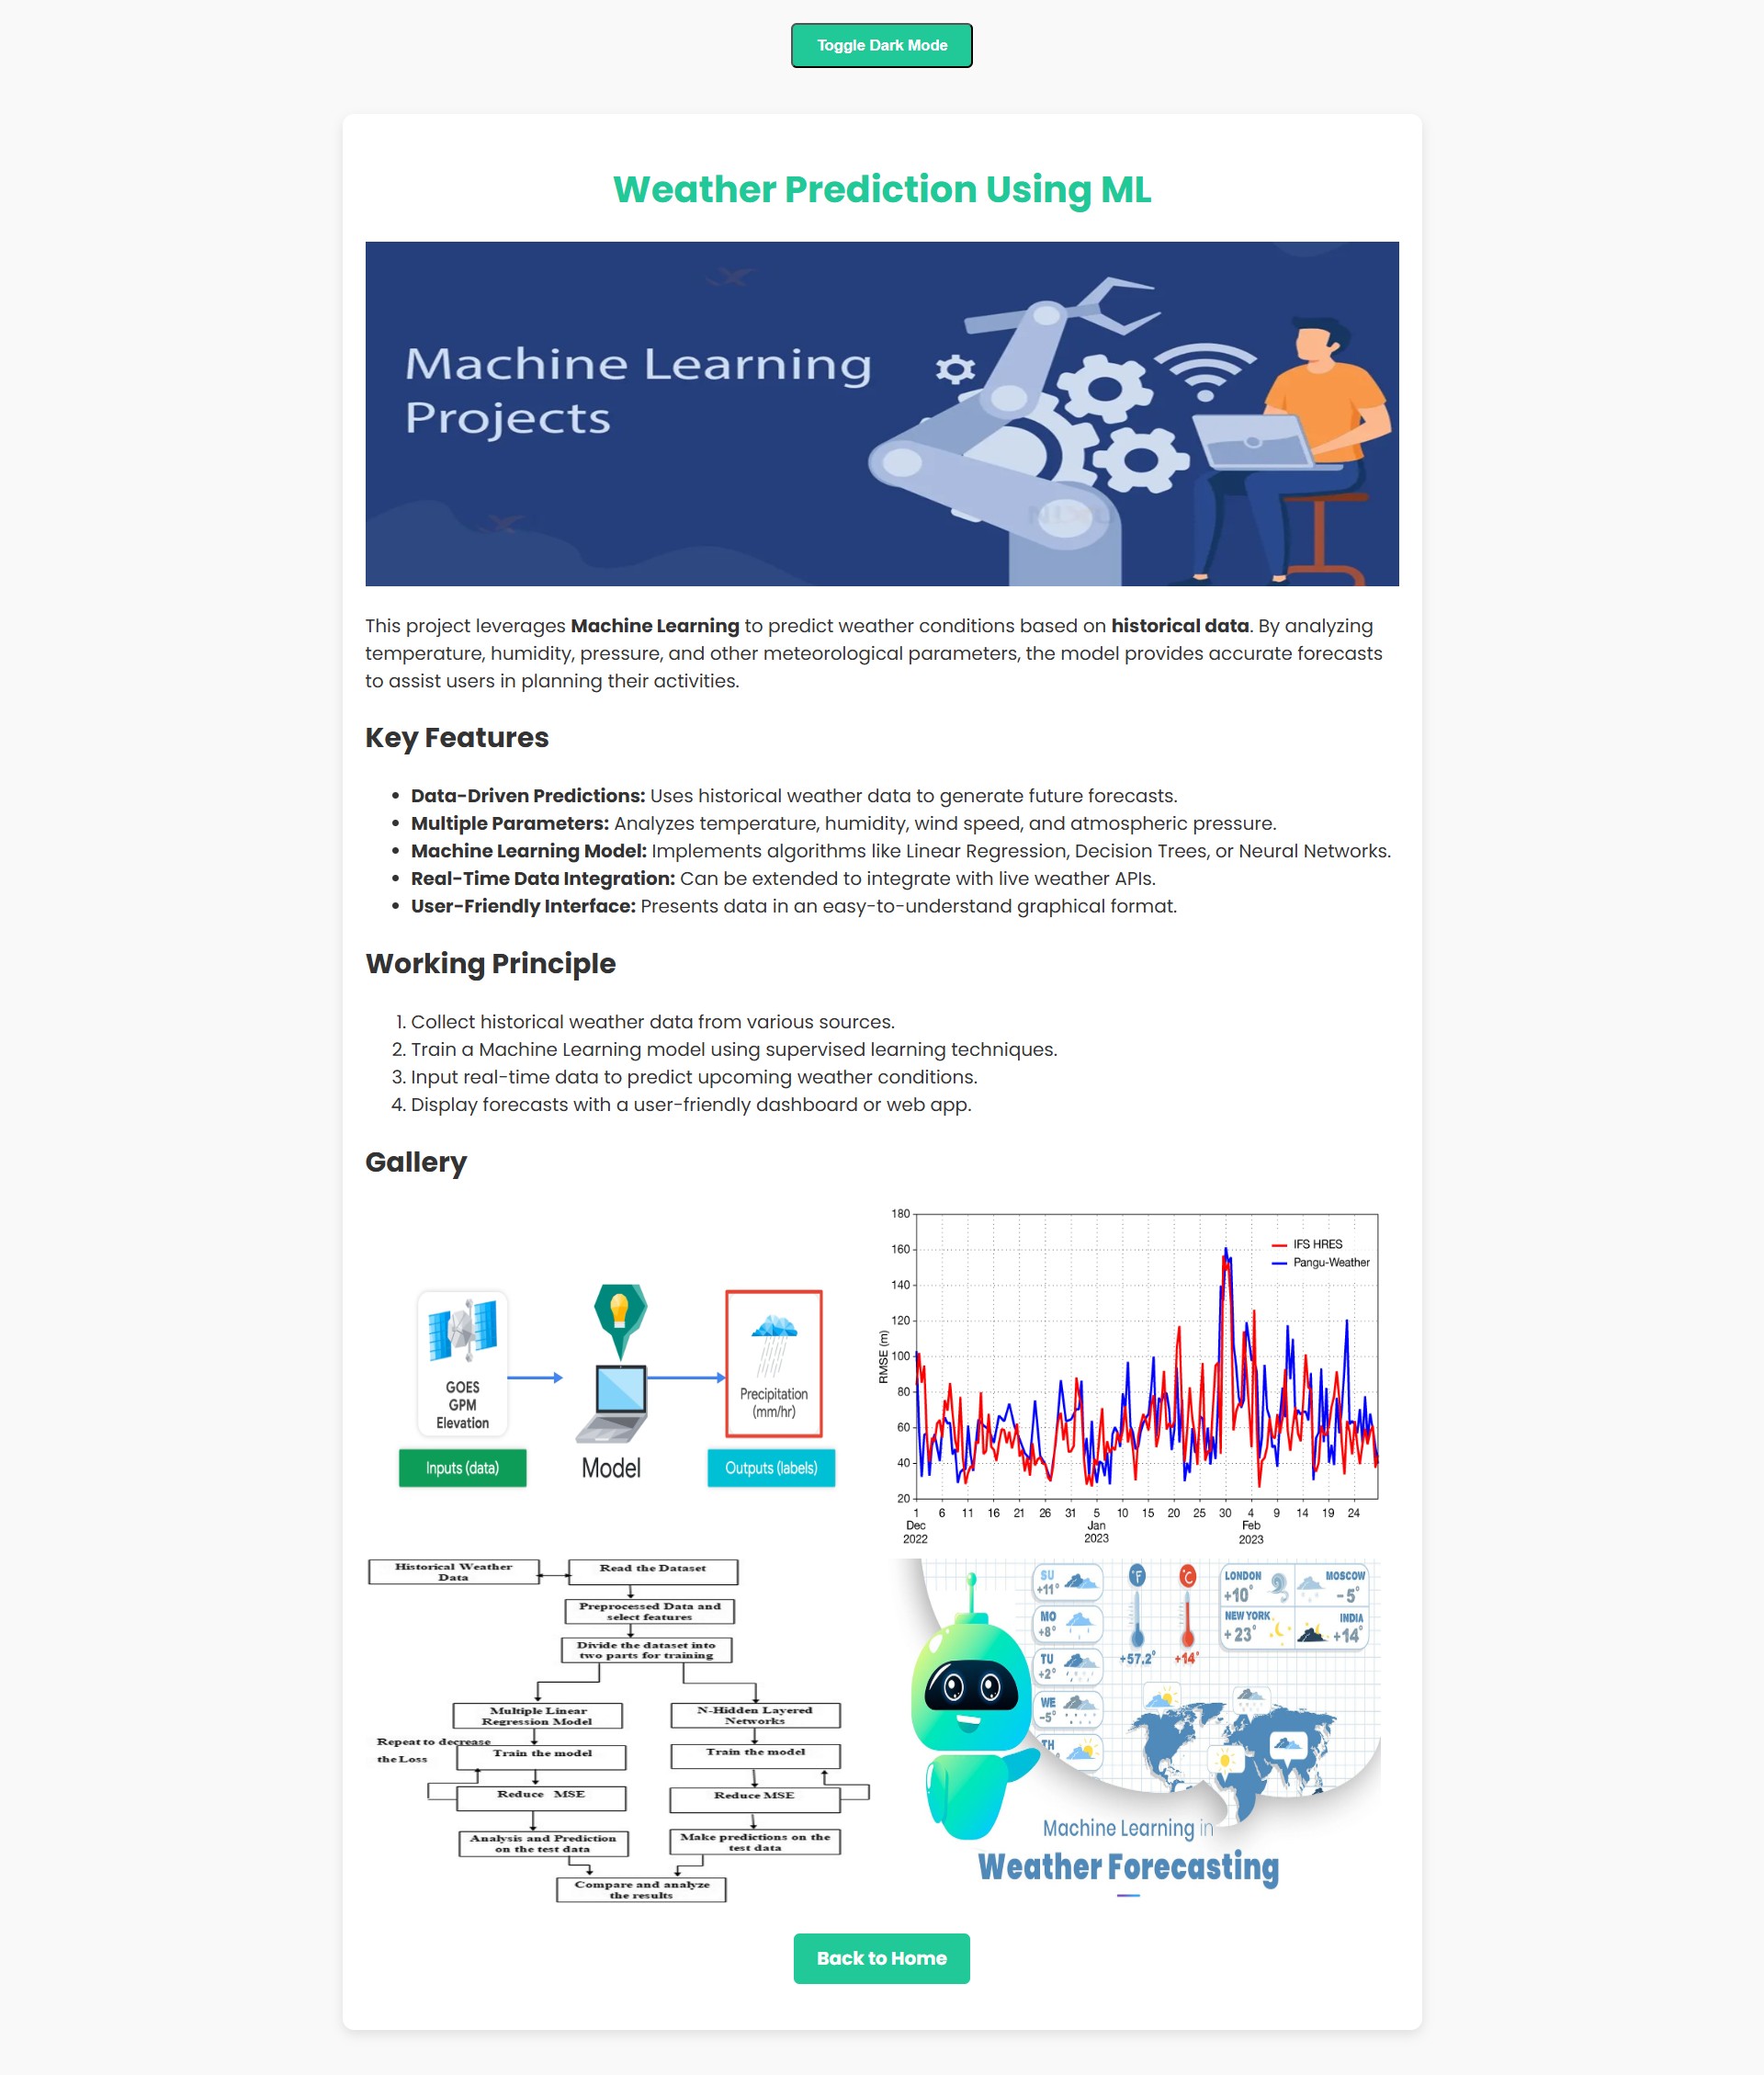 Toggle Dark Mode
Weather Prediction Using ML
Machine Learning
Projects
This project leverages Machine Learning to predict weather conditions based on historical data. By analyzing
temperature, humidity, pressure, and other meteorological parameters, the model provides accurate forecasts
to assist users in planning their activities.
Key Features
• Data-Driven Predictions: Uses historical weather data to generate future forecasts.
• Multiple Parameters: Analyzes temperature, humidity, wind speed, and atmospheric pressure.
• Machine Learning Model: Implements algorithms like Linear Regression, Decision Trees, or Neural Networks.
• Real-Time Data Integration: Can be extended to integrate with live weather APIs.
• User-Friendly Interface: Presents data in an easy-to-understand graphical format.
Working Principle
1. Collect historical weather data from various sources.
2. Train a Machine Learning model using supervised learning techniques.
3. Input real-time data to predict upcoming weather conditions.
4. Display forecasts with a user-friendly dashboard or web app.
Gallery
GOES
GPM
Elevation
Inputs (data)
Model
Precipitation
(mm/hr)
Outputs (labels)
RMSE (m)
180
160
140
120
100
80
60
40
20
IFS HRES
Pangu-Weather
1 6 11 16 21 26 31 5 10 15 20 25 30 4 9 14 19 24
Dec Jan Feb
2022 2023 2023
Historical Weather
Data
Read the Dataset
Preprocessed Data and
select features
Divide the dataset into
two parts for training
Multiple Linear
Regression Model
N-Hidden Layered
Networks
Repeat to decrease
the Loss
Train the model
Train the model
Reduce MSE
Reduce MSE
Analysis and Prediction
on the test data
Make predictions on the
test data
Compare and analyze
the results
SU
+11°
MO
+8°
TU
+2°
WE
-5°
TH
°F
+57,2°
°C
+14°
LONDON
+10°
MOSCOW
-5°
NEW YORK
+23°
INDIA
+14°
Machine Learning in
Weather Forecasting
Back to Home